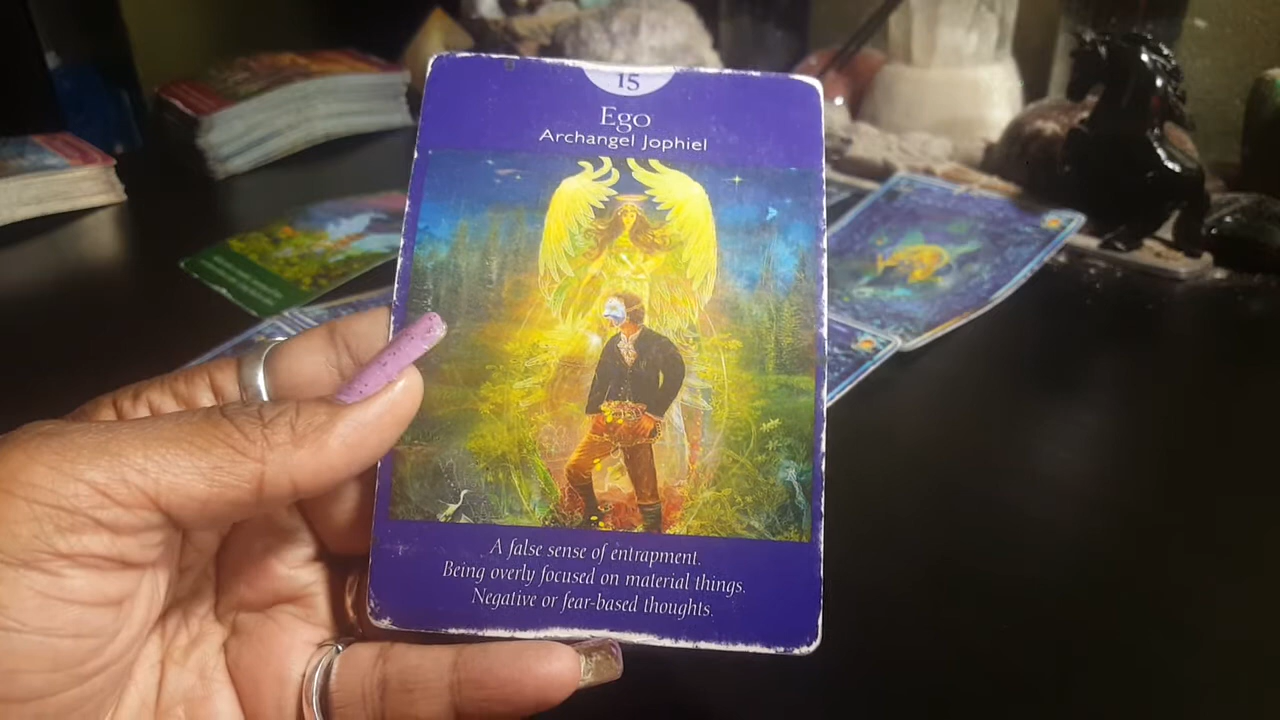 15
Ego
Archangel Jophiel
A false sense of entrapment.
Being overly focused on material things.
Negative or fear-based thoughts.